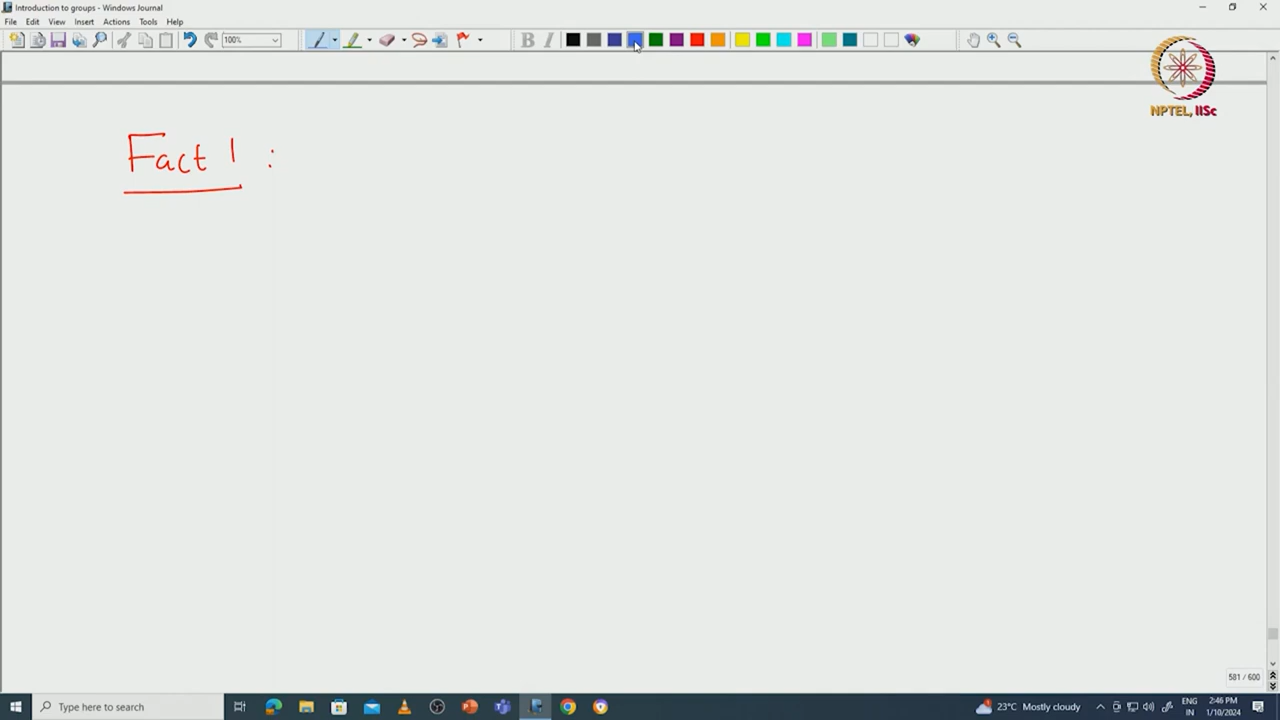 Introduction to groups - Windows Journal
File Edit View Insert Actions Tools Help
100%
B I
NPTEL, IISc
Fact 1 :
581 / 600
Type here to search
23°C Mostly cloudy
ENG
IN
2:46 PM
1/10/2024